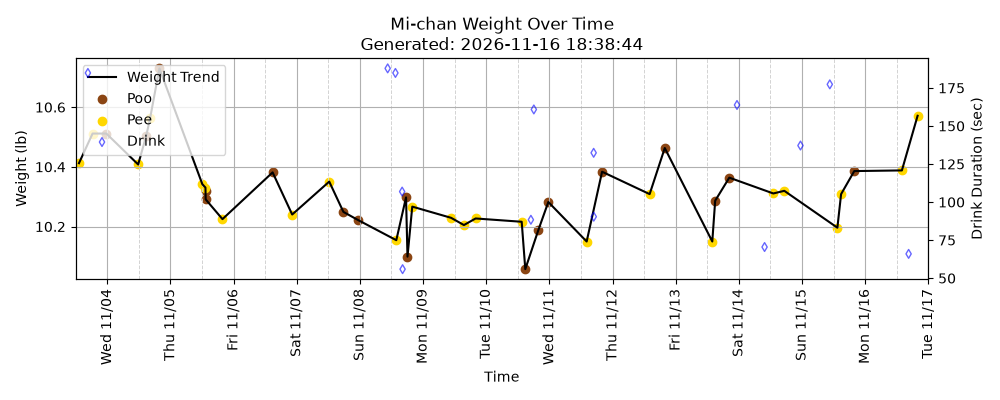 Mi-chan Weight Over Time
Generated: 2026-11-16 18:38:44
Weight Trend
Poo
Pee
Drink
Weight (lb)
10.6
10.4
10.2
Drink Duration (sec)
175
150
125
100
75
50
Wed 11/04
Thu 11/05
Fri 11/06
Sat 11/07
Sun 11/08
Mon 11/09
Tue 11/10
Wed 11/11
Thu 11/12
Fri 11/13
Sat 11/14
Sun 11/15
Mon 11/16
Tue 11/17
Time